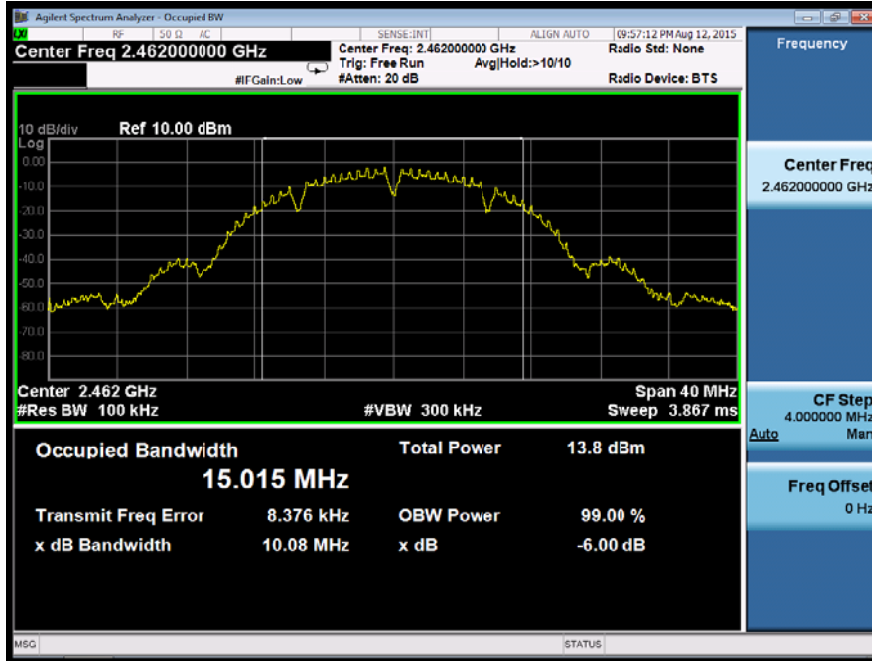 Agilent Spectrum Analyzer - Occupied BW
RF 50 Ω AC SENSE:INT ALIGN AUTO 09:57:12 PM Aug 12, 2015
Center Freq 2.462000000 GHz
Center Freq: 2.462000000 GHz
Radio Std: None
Trig: Free Run Avg|Hold:>10/10
#IFGain:Low
#Atten: 20 dB
Radio Device: BTS
Frequency
10 dB/div Ref 10.00 dBm
Log
0.00
-10.0
-20.0
-30.0
-40.0
-50.0
-60.0
-70.0
-80.0
Center Freq
2.462000000 GHz
Center 2.462 GHz Span 40 MHz
#Res BW 100 kHz #VBW 300 kHz Sweep 3.867 ms
CF Step
4.000000 MHz
Auto Man
Occupied Bandwidth Total Power 13.8 dBm
15.015 MHz
Transmit Freq Error 8.376 kHz OBW Power 99.00 %
x dB Bandwidth 10.08 MHz x dB -6.00 dB
Freq Offset
0 Hz
MSG STATUS